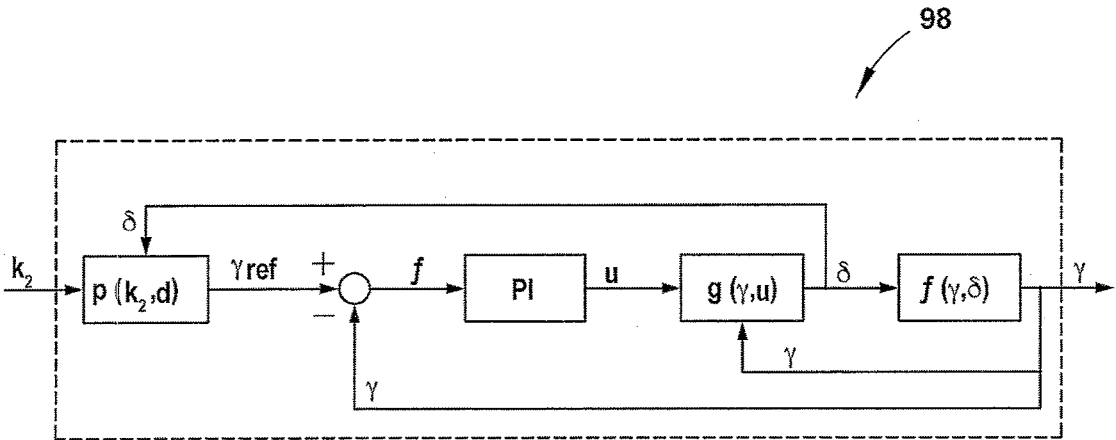 98
δ
k₂
p (k₂,d)
γref
+
−
f
PI
u
g (γ,u)
δ
f (γ,δ)
γ
γ
γ